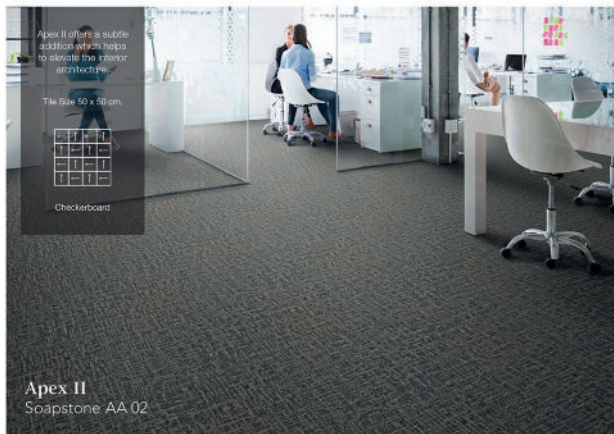 Apex II offers a subtle
addition which helps
to elevate the interior
architecture.
Tile Size 50 x 50 cm.
Checkerboard
Apex II
Soapstone AA 02